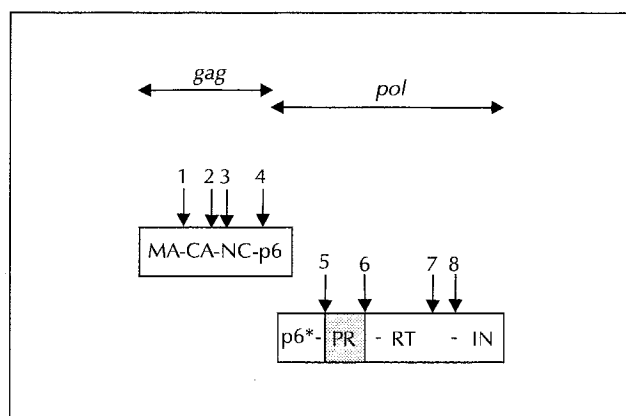 gag
pol
1 2 3 4
MA-CA-NC-p6
5 6 7 8
p6*- PR - RT - IN